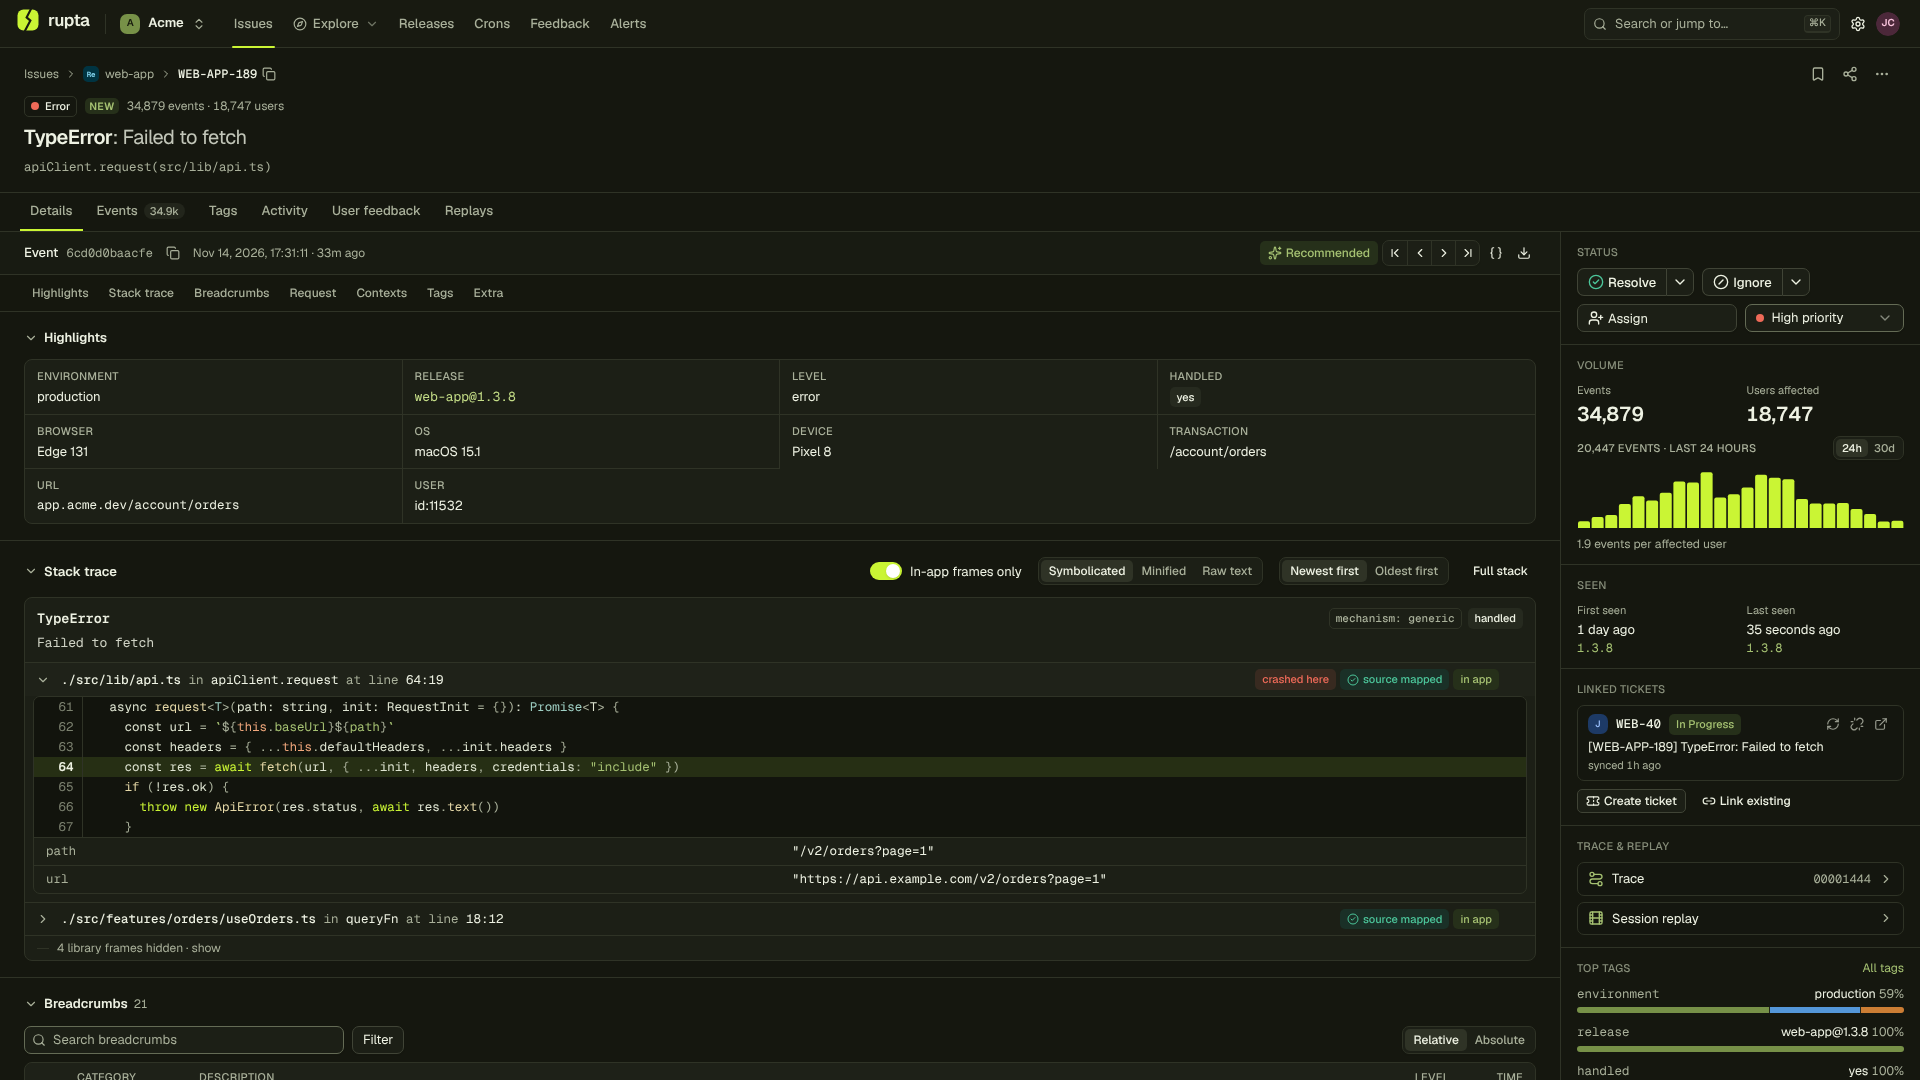 rupta
A Acme
Issues
Explore
Releases
Crons
Feedback
Alerts
Search or jump to...
⌘K
JC
Issues
Re web-app
WEB-APP-189
Error
NEW
34,879 events · 18,747 users
TypeError: Failed to fetch
apiClient.request(src/lib/api.ts)
Details
Events 34.9k
Tags
Activity
User feedback
Replays
Event 6cd0d0baacfe
Nov 14, 2026, 17:31:11 · 33m ago
Recommended
{}
Highlights
Stack trace
Breadcrumbs
Request
Contexts
Tags
Extra
Highlights
ENVIRONMENT
production
RELEASE
web-app@1.3.8
LEVEL
error
HANDLED
yes
BROWSER
Edge 131
OS
macOS 15.1
DEVICE
Pixel 8
TRANSACTION
/account/orders
URL
app.acme.dev/account/orders
USER
id:11532
Stack trace
In-app frames only
Symbolicated
Minified
Raw text
Newest first
Oldest first
Full stack
TypeError
mechanism: generic
handled
Failed to fetch
./src/lib/api.ts in apiClient.request at line 64:19
crashed here
source mapped
in app
61 async request<T>(path: string, init: RequestInit = {}): Promise<T> {
62 const url = `${this.baseUrl}${path}`
63 const headers = { ...this.defaultHeaders, ...init.headers }
64 const res = await fetch(url, { ...init, headers, credentials: "include" })
65 if (!res.ok) {
66 throw new ApiError(res.status, await res.text())
67 }
path "/v2/orders?page=1"
url "https://api.example.com/v2/orders?page=1"
./src/features/orders/useOrders.ts in queryFn at line 18:12
source mapped
in app
4 library frames hidden · show
Breadcrumbs 21
Search breadcrumbs
Filter
Relative
Absolute
CATEGORY
DESCRIPTION
LEVEL
TIME
STATUS
Resolve
Ignore
Assign
High priority
VOLUME
Events
34,879
Users affected
18,747
20,447 EVENTS · LAST 24 HOURS
24h
30d
1.9 events per affected user
SEEN
First seen
1 day ago
1.3.8
Last seen
35 seconds ago
1.3.8
LINKED TICKETS
J WEB-40 In Progress
[WEB-APP-189] TypeError: Failed to fetch
synced 1h ago
Create ticket
Link existing
TRACE & REPLAY
Trace 00001444
Session replay
TOP TAGS
All tags
environment production 59%
release web-app@1.3.8 100%
handled yes 100%